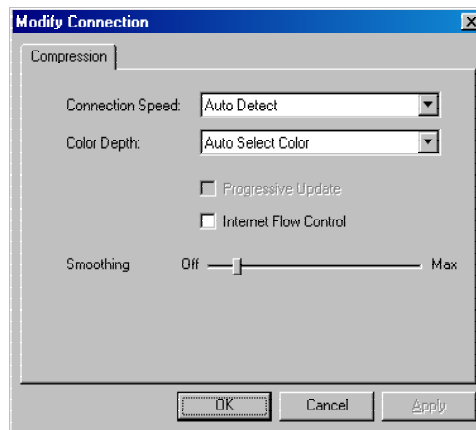 Modify Connection
Compression
Connection Speed: Auto Detect
Color Depth: Auto Select Color
Progressive Update
Internet Flow Control
Smoothing Off Max
OK Cancel Apply